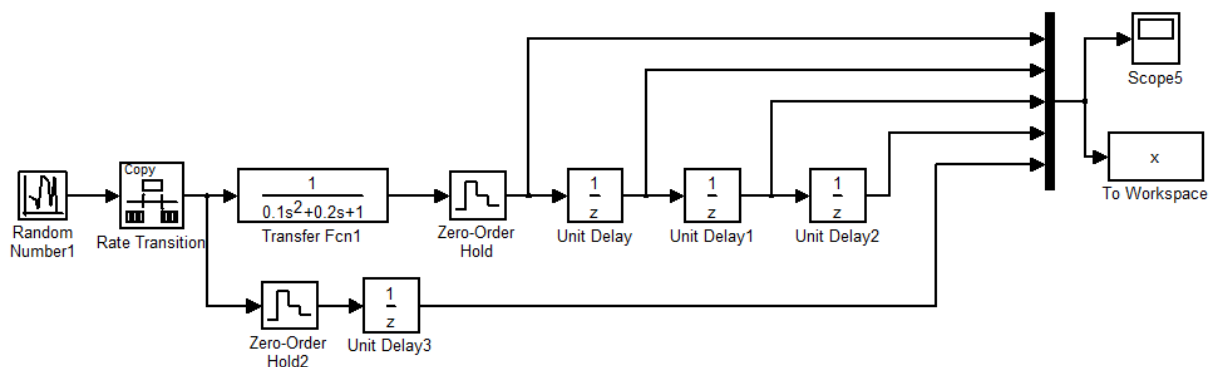 Scope5
x
To Workspace
Random
Number1
Copy
Rate Transition
1
0.1s²+0.2s+1
Transfer Fcn1
Zero-Order
Hold
1
z
Unit Delay
1
z
Unit Delay1
1
z
Unit Delay2
Zero-Order
Hold2
1
z
Unit Delay3